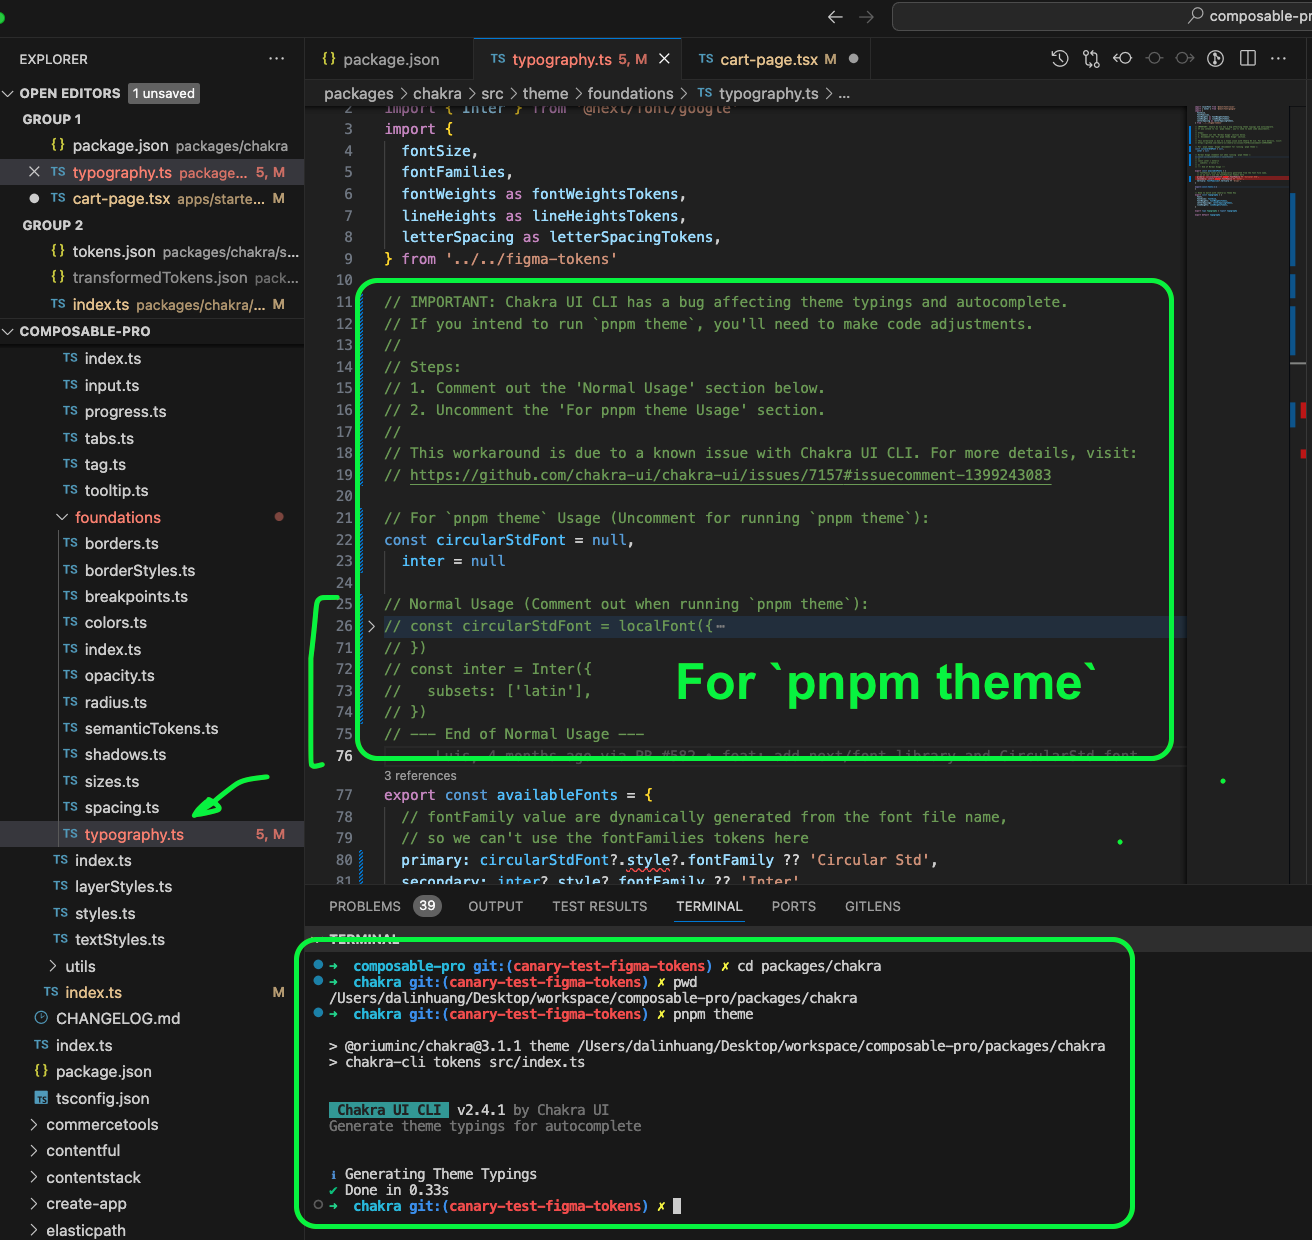 composable-pro
EXPLORER
OPEN EDITORS 1 unsaved
GROUP 1
{} package.json packages/chakra
TS typography.ts package... 5, M
TS cart-page.tsx apps/starte... M
GROUP 2
{} tokens.json packages/chakra/s...
{} transformedTokens.json pack...
TS index.ts packages/chakra/... M
COMPOSABLE-PRO
TS index.ts
TS input.ts
TS progress.ts
TS tabs.ts
TS tag.ts
TS tooltip.ts
foundations
TS borders.ts
TS borderStyles.ts
TS breakpoints.ts
TS colors.ts
TS index.ts
TS opacity.ts
TS radius.ts
TS semanticTokens.ts
TS shadows.ts
TS sizes.ts
TS spacing.ts
TS typography.ts 5, M
TS index.ts
TS layerStyles.ts
TS styles.ts
TS textStyles.ts
utils
TS index.ts M
CHANGELOG.md
TS index.ts
{} package.json
TS tsconfig.json
commercetools
contentful
contentstack
create-app
elasticpath
{} package.json
TS typography.ts 5, M
TS cart-page.tsx M
packages > chakra > src > theme > foundations > TS typography.ts > ...
2 import { Inter } from '@next/font/google'
3 import {
4 fontSize,
5 fontFamilies,
6 fontWeights as fontWeightsTokens,
7 lineHeights as lineHeightsTokens,
8 letterSpacing as letterSpacingTokens,
9 } from '../../figma-tokens'
10
11 // IMPORTANT: Chakra UI CLI has a bug affecting theme typings and autocomplete.
12 // If you intend to run `pnpm theme`, you'll need to make code adjustments.
13 //
14 // Steps:
15 // 1. Comment out the 'Normal Usage' section below.
16 // 2. Uncomment the 'For pnpm theme Usage' section.
17 //
18 // This workaround is due to a known issue with Chakra UI CLI. For more details, visit:
19 // https://github.com/chakra-ui/chakra-ui/issues/7157#issuecomment-1399243083
20
21 // For `pnpm theme` Usage (Uncomment for running `pnpm theme`):
22 const circularStdFont = null,
23 inter = null
24
25 // Normal Usage (Comment out when running `pnpm theme`):
26 // const circularStdFont = localFont({⋯
71 // })
72 // const inter = Inter({
73 // subsets: ['latin'],
74 // })
75 // --- End of Normal Usage ---
76 Luis, 4 months ago via PR #582 • feat: add next/font library and CircularStd font
For `pnpm theme`
3 references
77 export const availableFonts = {
78 // fontFamily value are dynamically generated from the font file name,
79 // so we can't use the fontFamilies tokens here
80 primary: circularStdFont?.style?.fontFamily ?? 'Circular Std',
81 secondary: inter?.style?.fontFamily ?? 'Inter'
PROBLEMS 39 OUTPUT TEST RESULTS TERMINAL PORTS GITLENS
TERMINAL
➜ composable-pro git:(canary-test-figma-tokens) ✗ cd packages/chakra
➜ chakra git:(canary-test-figma-tokens) ✗ pwd
/Users/dalinhuang/Desktop/workspace/composable-pro/packages/chakra
➜ chakra git:(canary-test-figma-tokens) ✗ pnpm theme
> @oriuminc/chakra@3.1.1 theme /Users/dalinhuang/Desktop/workspace/composable-pro/packages/chakra
> chakra-cli tokens src/index.ts
Chakra UI CLI v2.4.1 by Chakra UI
Generate theme typings for autocomplete
ℹ Generating Theme Typings
✔ Done in 0.33s
➜ chakra git:(canary-test-figma-tokens) ✗